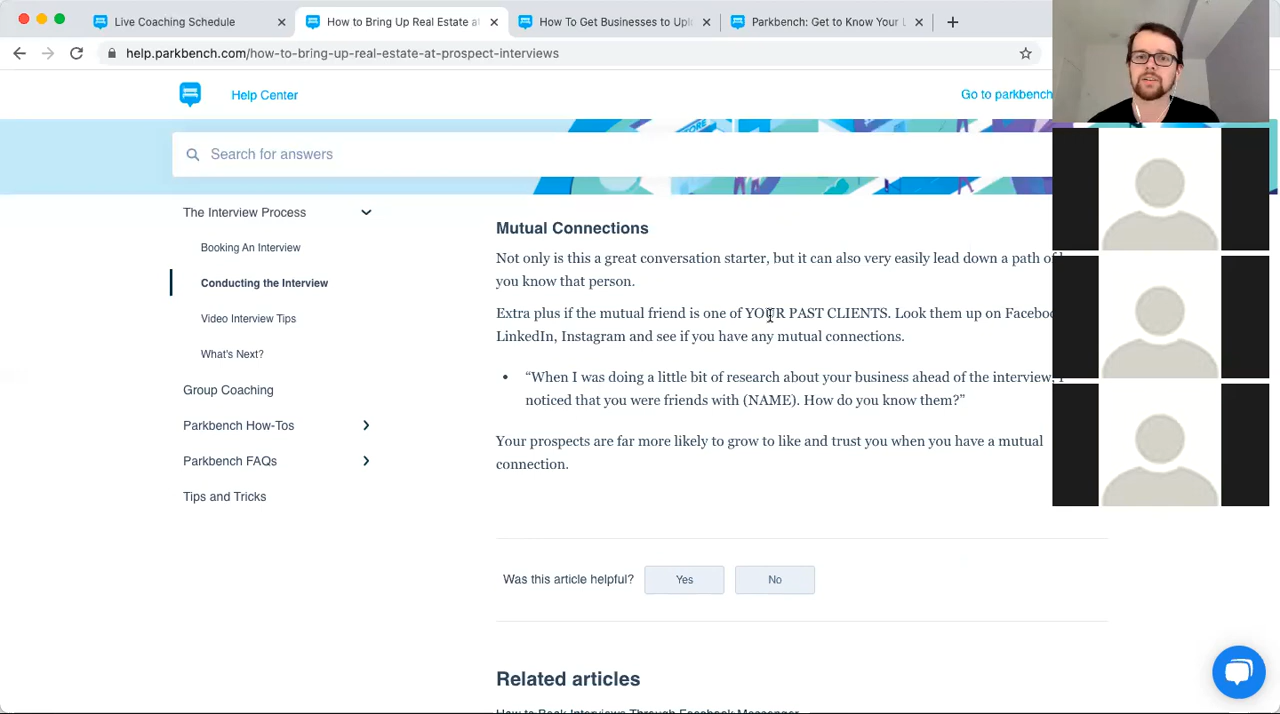 Live Coaching Schedule
How to Bring Up Real Estate a
How To Get Businesses to Upl
Parkbench: Get to Know Your
help.parkbench.com/how-to-bring-up-real-estate-at-prospect-interviews
Help Center
Go to parkbench
Search for answers
The Interview Process
Booking An Interview
Conducting the Interview
Video Interview Tips
What's Next?
Group Coaching
Parkbench How-Tos
Parkbench FAQs
Tips and Tricks
Mutual Connections
Not only is this a great conversation starter, but it can also very easily lead down a path of
you know that person.
Extra plus if the mutual friend is one of YOUR PAST CLIENTS. Look them up on Faceboo
LinkedIn, Instagram and see if you have any mutual connections.
• “When I was doing a little bit of research about your business ahead of the interview, I
noticed that you were friends with (NAME). How do you know them?”
Your prospects are far more likely to grow to like and trust you when you have a mutual
connection.
Was this article helpful?
Yes
No
Related articles
How to Book Interviews Through Facebook Messenger